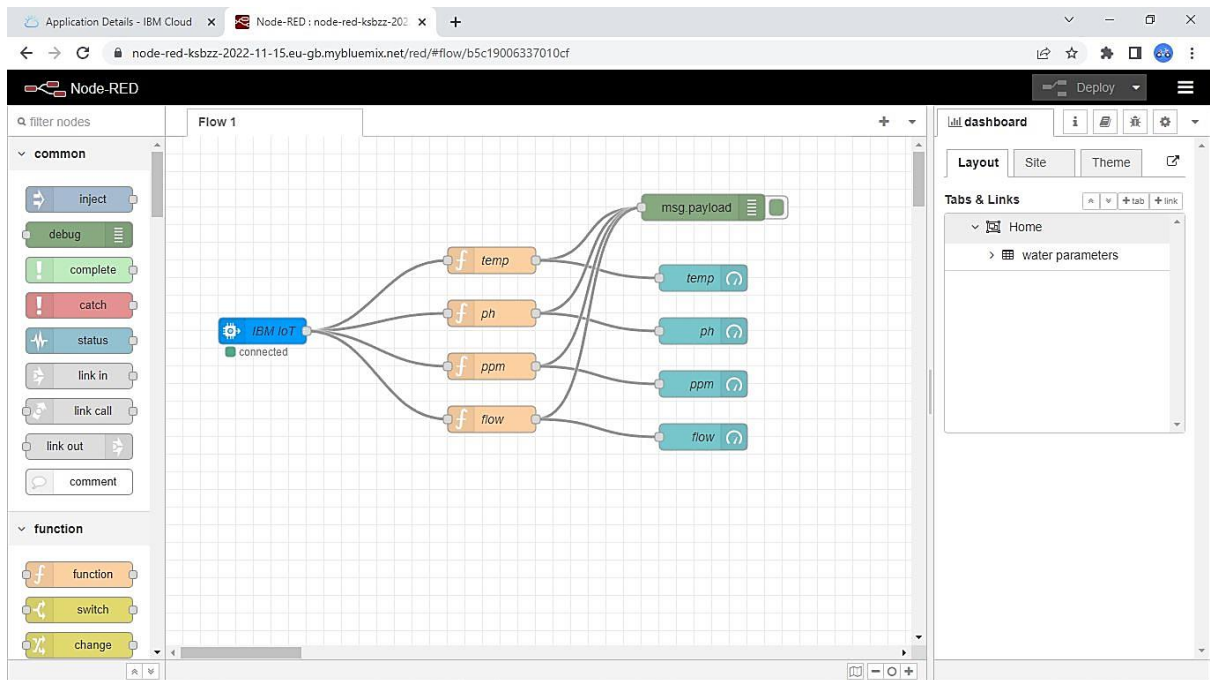 Application Details - IBM Cloud
Node-RED : node-red-ksbzz-202
node-red-ksbzz-2022-11-15.eu-gb.mybluemix.net/red/#flow/b5c19006337010cf
Node-RED
Deploy
filter nodes
common
inject
debug
complete
catch
status
link in
link call
link out
comment
function
function
switch
change
Flow 1
IBM IoT
connected
temp
ph
ppm
flow
msg.payload
temp
ph
ppm
flow
dashboard
Layout Site Theme
Tabs & Links
+tab +link
Home
water parameters